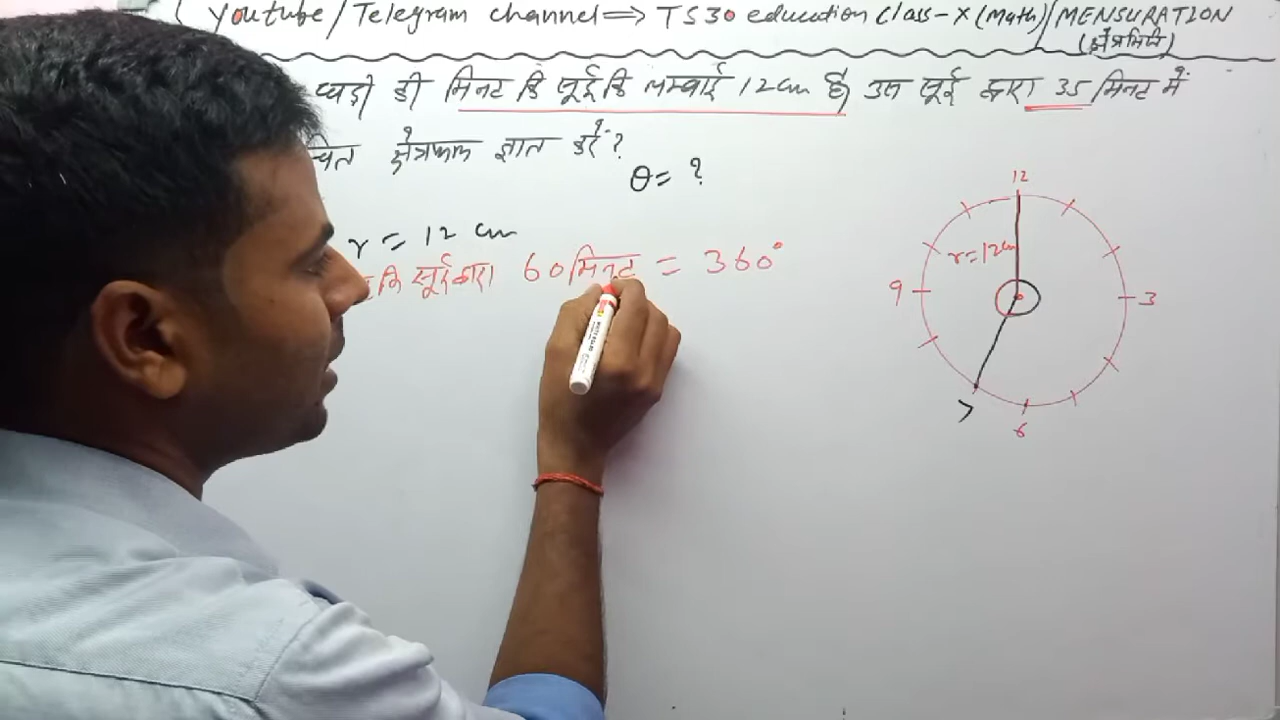 Youtube/Telegram channel ⇒ TS30 education Class-X (Math)/MENSURATION
(क्षेत्रमिति)
घड़ी की मिनट कि सूई कि लम्बाई 12cm है। उस सूई द्वारा 35 मिनट में
क्षेत्रफल ज्ञात करें?
θ = ?
r = 12 cm
कि सूई द्वारा 60 मिनट = 360°
12
r=12cm
9
3
7
6